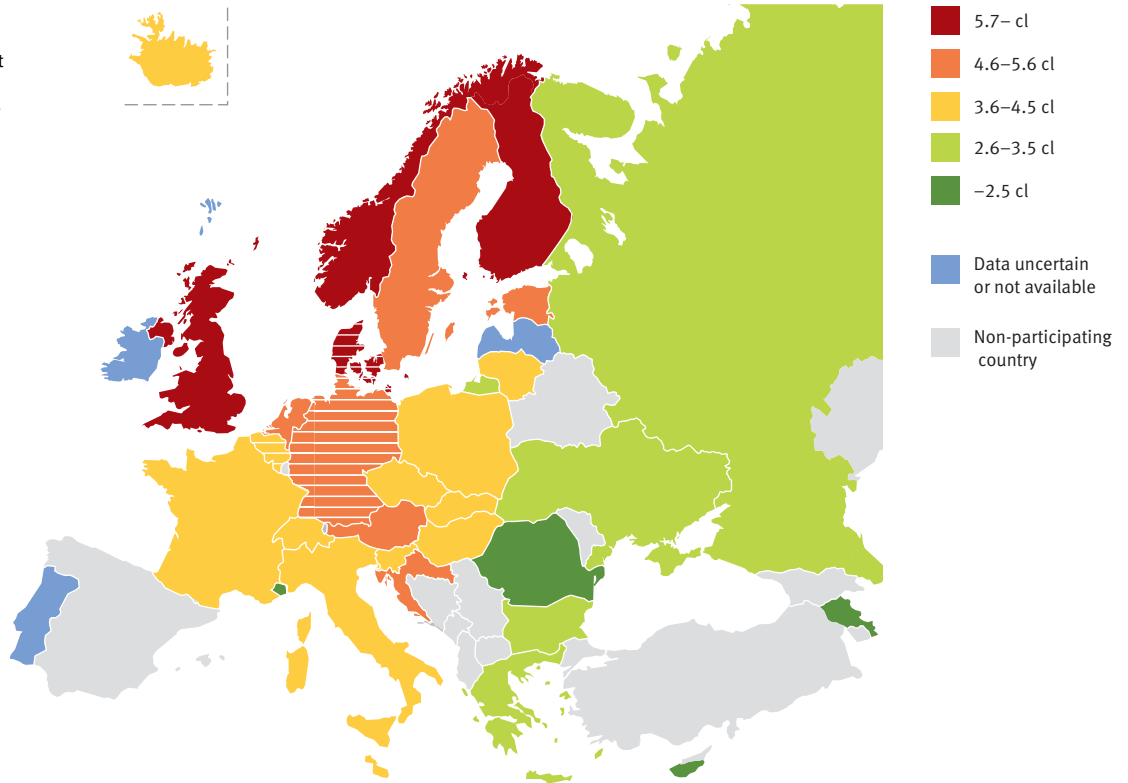 t
5.7– cl
4.6–5.6 cl
3.6–4.5 cl
2.6–3.5 cl
–2.5 cl
Data uncertain
or not available
Non-participating
country